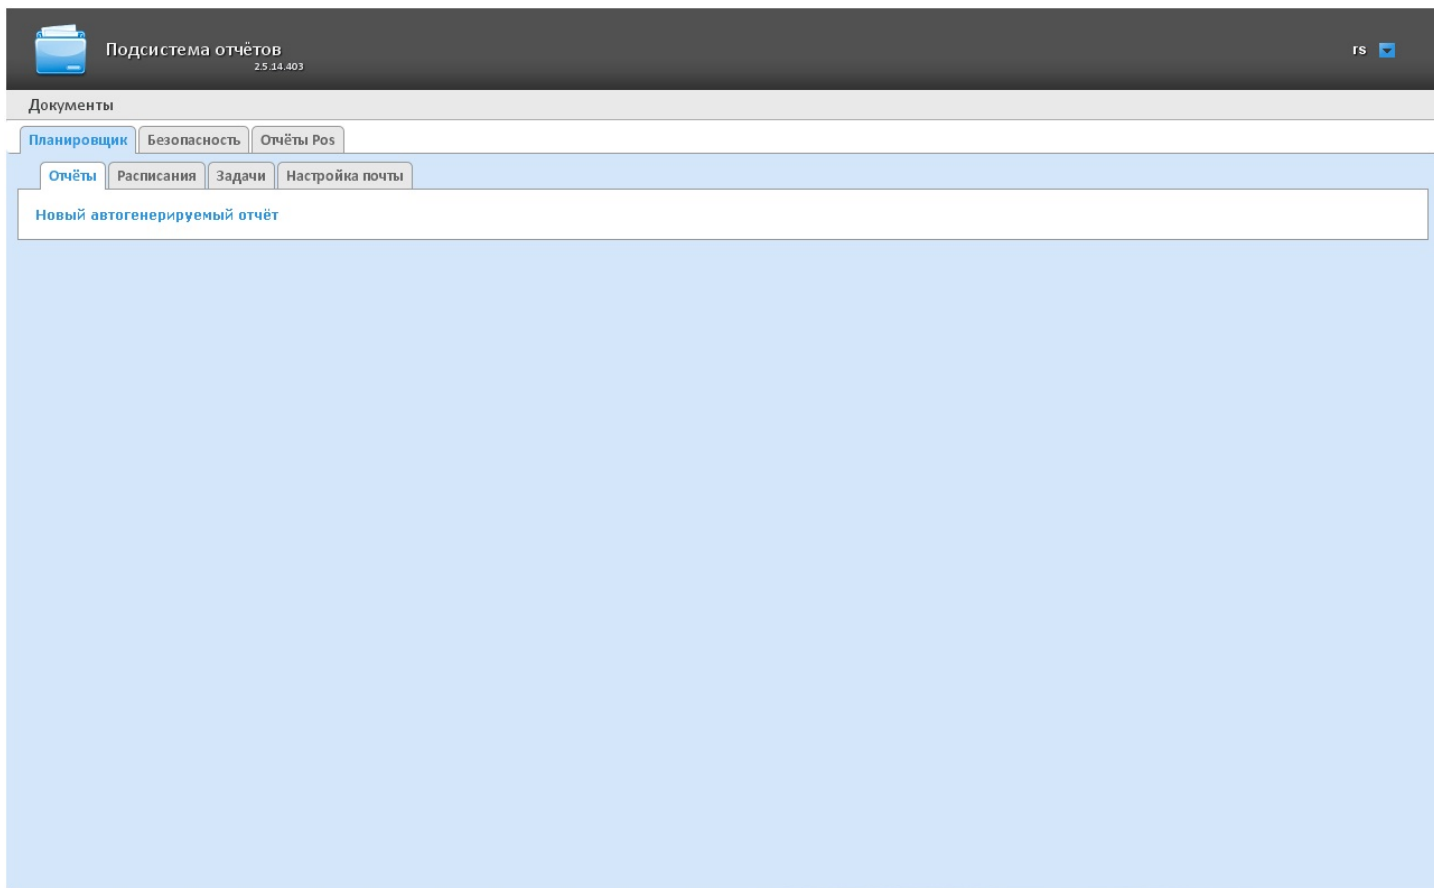 Подсистема отчётов
2.5.14.403
rs
Документы
Планировщик Безопасность Отчёты Pos
Отчёты Расписания Задачи Настройка почты
Новый автогенерируемый отчёт